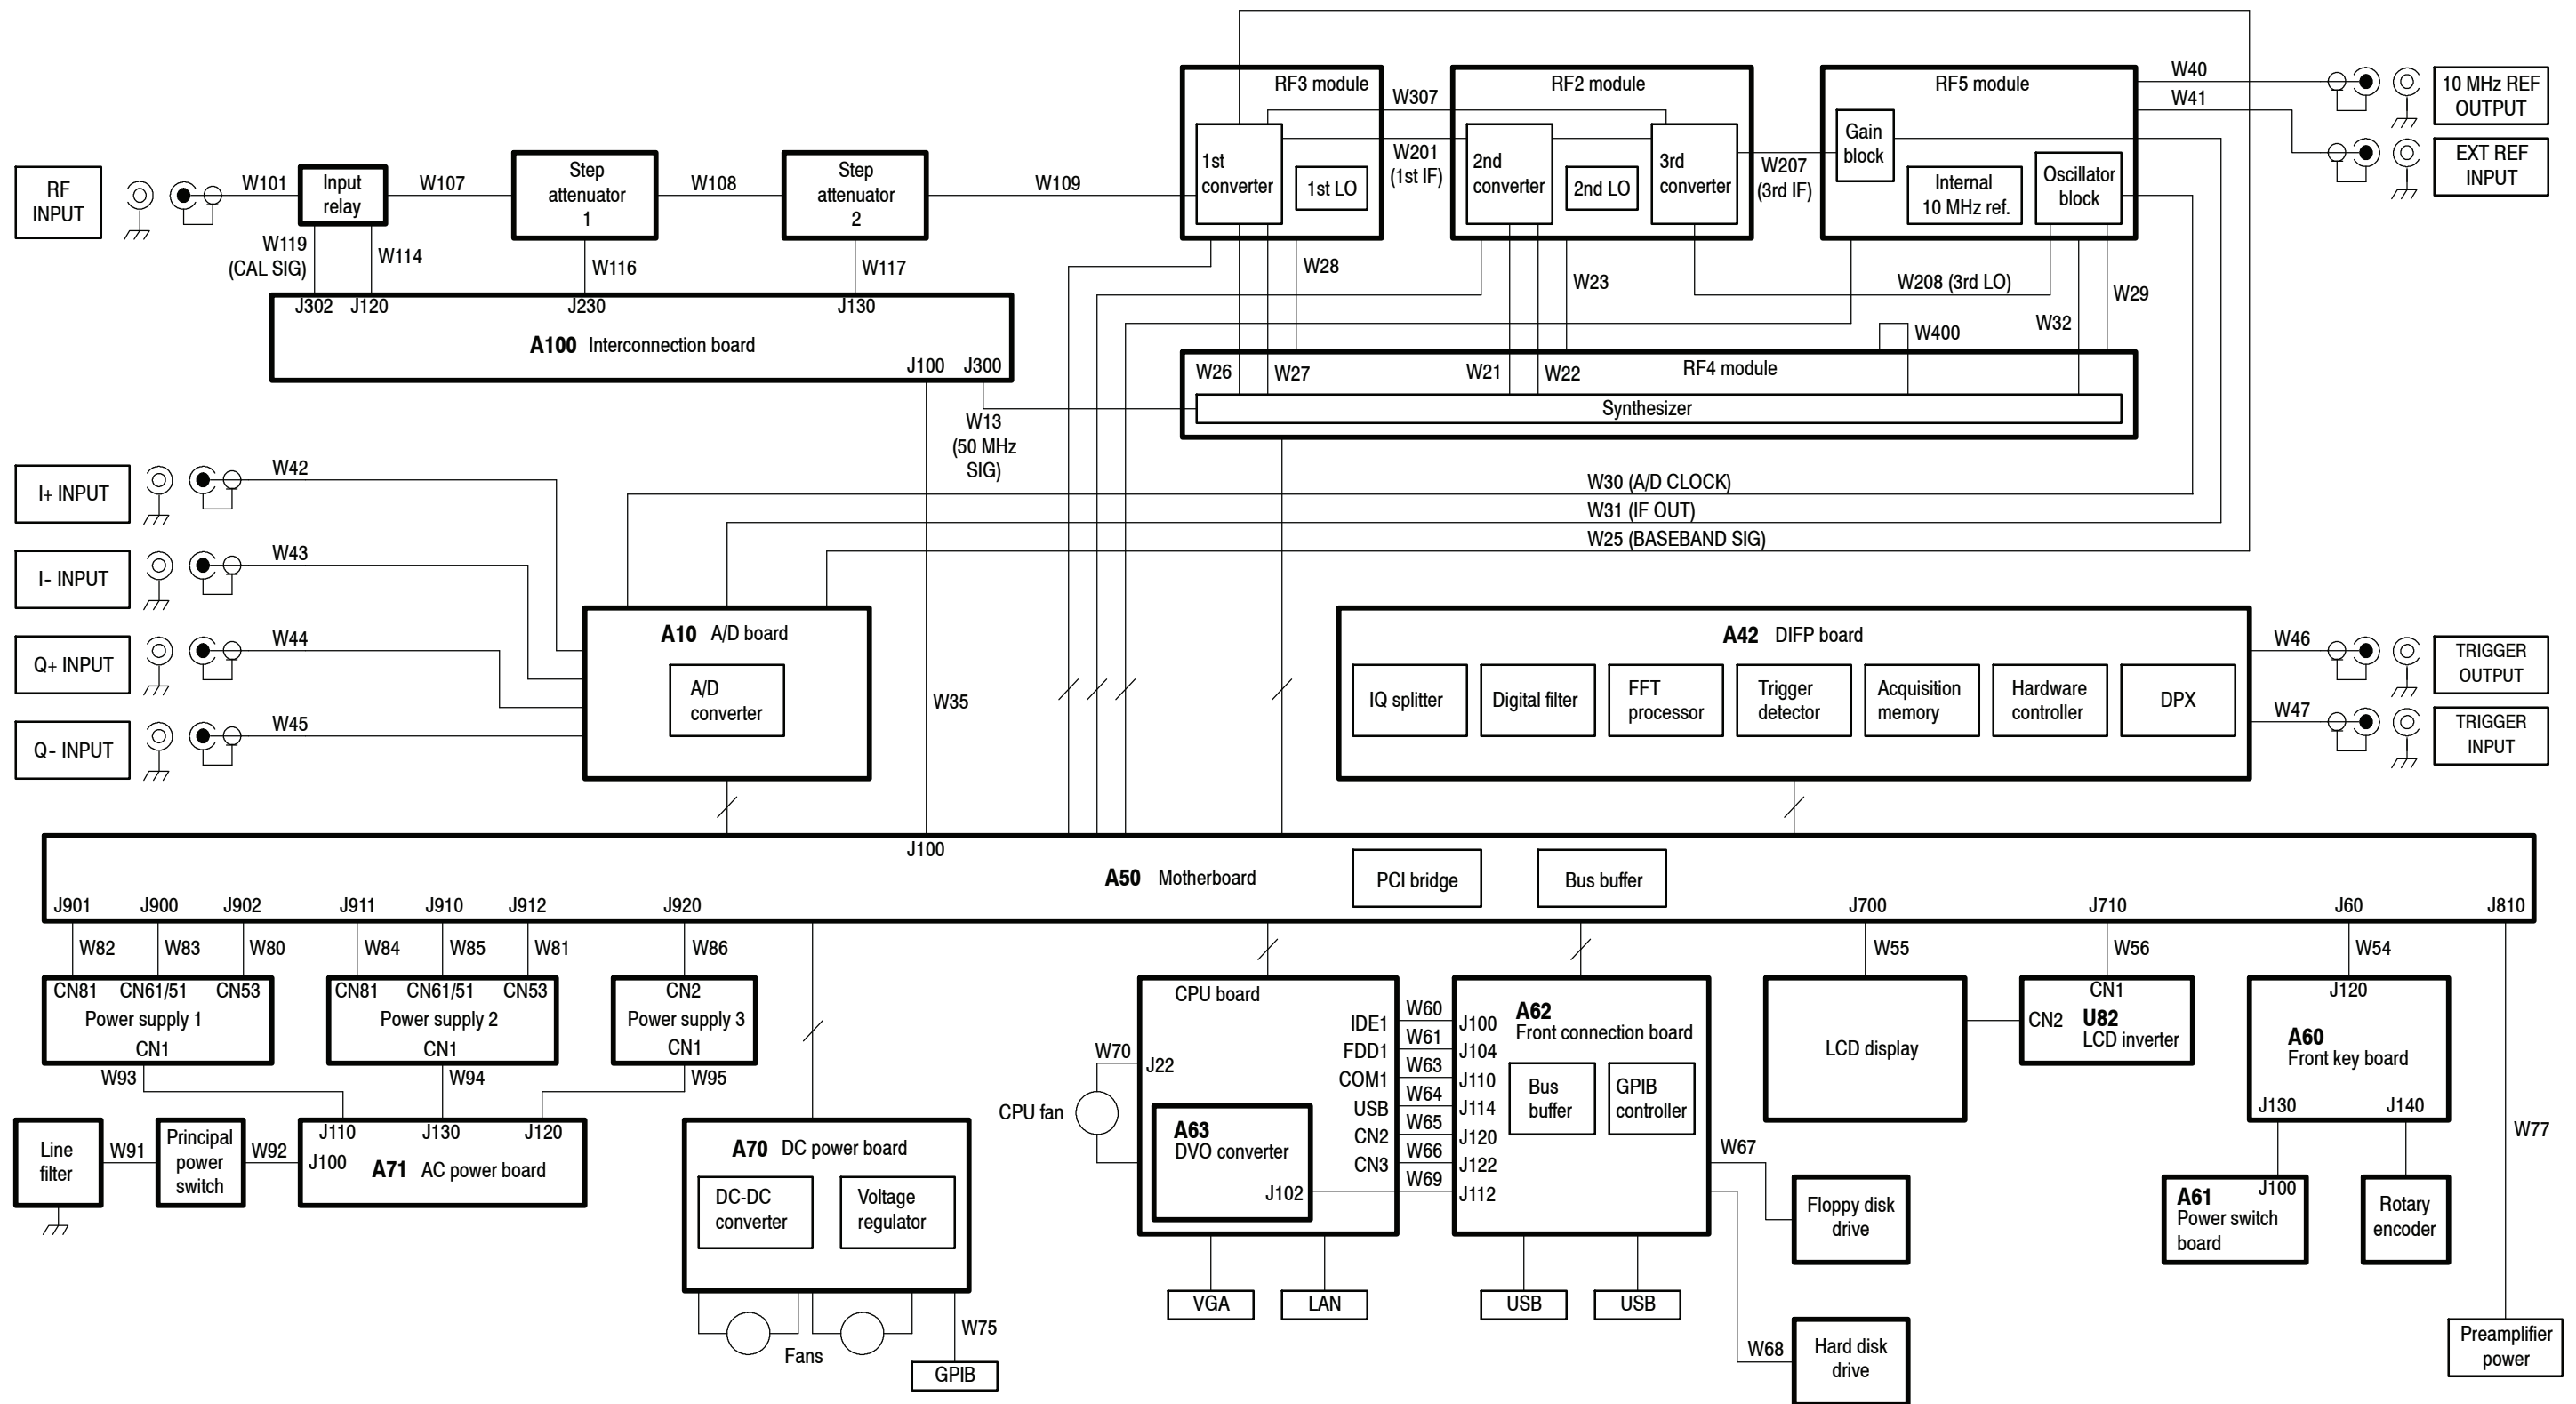 RF3 module
RF2 module
RF5 module
W40
10 MHz REF
OUTPUT
W307
W41
1st
converter
1st LO
W201
(1st IF)
2nd
converter
2nd LO
3rd
converter
W207
(3rd IF)
Gain
block
Internal
10 MHz ref.
Oscillator
block
EXT REF
INPUT
RF
INPUT
W101
Input
relay
W107
Step
attenuator
1
W108
Step
attenuator
2
W109
W119
(CAL SIG)
W114
W116
W117
W28
W23
W208 (3rd LO)
W29
W32
W400
J302
J120
J230
J130
A100 Interconnection board
J100
J300
W26
W27
W21
W22
RF4 module
Synthesizer
W13
(50 MHz
SIG)
I+ INPUT
W42
W30 (A/D CLOCK)
W31 (IF OUT)
W25 (BASEBAND SIG)
I- INPUT
W43
Q+ INPUT
W44
Q- INPUT
W45
A10 A/D board
A/D
converter
W35
A42 DIFP board
IQ splitter
Digital filter
FFT
processor
Trigger
detector
Acquisition
memory
Hardware
controller
DPX
W46
TRIGGER
OUTPUT
W47
TRIGGER
INPUT
J100
A50 Motherboard
PCI bridge
Bus buffer
J901
J900
J902
J911
J910
J912
J920
J700
J710
J60
J810
W82
W83
W80
W84
W85
W81
W86
W55
W56
W54
CN81
CN61/51
CN53
Power supply 1
CN1
CN81
CN61/51
CN53
Power supply 2
CN1
CN2
Power supply 3
CN1
W93
W94
W95
Line
filter
W91
Principal
power
switch
W92
J110
J130
J120
J100
A71 AC power board
A70 DC power board
DC-DC
converter
Voltage
regulator
Fans
W75
GPIB
CPU fan
W70
CPU board
J22
IDE1
FDD1
COM1
USB
CN2
CN3
A63
DVO converter
J102
W60
W61
W63
W64
W65
W66
W69
A62
Front connection board
J100
J104
J110
J114
J120
J122
J112
Bus
buffer
GPIB
controller
VGA
LAN
USB
USB
W67
Floppy disk
drive
W68
Hard disk
drive
LCD display
CN1
CN2
U82
LCD inverter
J120
A60
Front key board
J130
J140
J100
A61
Power switch
board
Rotary
encoder
W77
Preamplifier
power